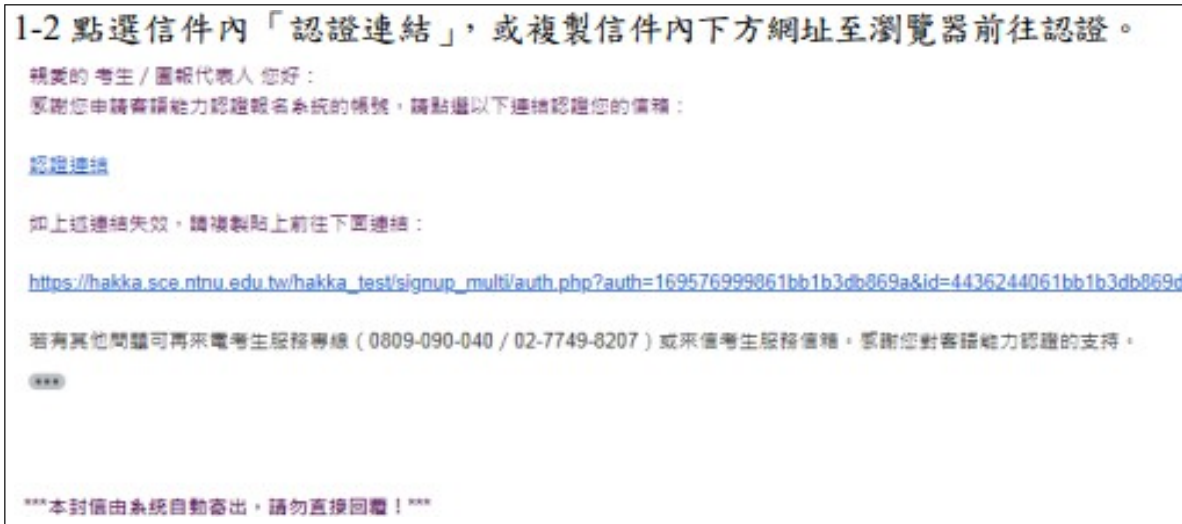 1-2 點選信件內「認證連結」，或複製信件內下方網址至瀏覽器前往認證。
親愛的 考生 / 團報代表人 您好：
感謝您申請客語能力認證報名系統的帳號，請點選以下連結認證您的信箱：
認證連結
如上述連結失效，請複製貼上前往下面連結：
https://hakka.sce.ntnu.edu.tw/hakka_test/signup_multi/auth.php?auth=169576999861bb1b3db869a&id=4436244061bb1b3db869d
若有其他問題可再來電考生服務專線（0809-090-040 / 02-7749-8207）或來信考生服務信箱，感謝您對客語能力認證的支持。
***本封信由系統自動寄出，請勿直接回覆！***